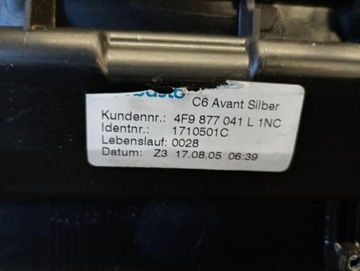 C6 Avant Silber
Kundennr.: 4F9 877 041 L 1NC
Identnr.: 1710501C
Lebenslauf: 0028
Datum: Z3 17.08.05 06:39